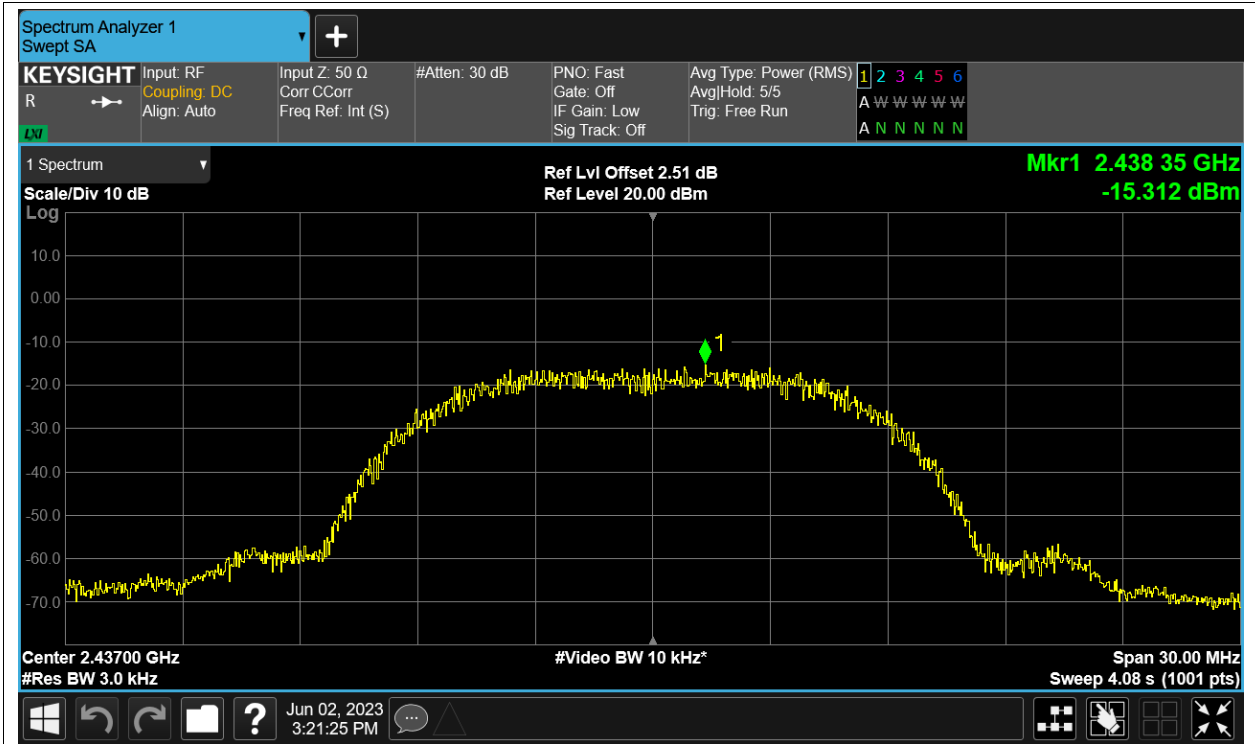 Spectrum Analyzer 1
Swept SA
+
KEYSIGHT
R
LXI
Input: RF
Coupling: DC
Align: Auto
Input Z: 50 Ω
Corr CCorr
Freq Ref: Int (S)
#Atten: 30 dB
PNO: Fast
Gate: Off
IF Gain: Low
Sig Track: Off
Avg Type: Power (RMS)
Avg|Hold: 5/5
Trig: Free Run
1 2 3 4 5 6
A W W W W W
A N N N N N
1 Spectrum
Scale/Div 10 dB
Log
Ref Lvl Offset 2.51 dB
Ref Level 20.00 dBm
Mkr1 2.438 35 GHz
-15.312 dBm
10.0
0.00
-10.0
-20.0
-30.0
-40.0
-50.0
-60.0
-70.0
1
Center 2.43700 GHz
#Res BW 3.0 kHz
#Video BW 10 kHz*
Span 30.00 MHz
Sweep 4.08 s (1001 pts)
?
Jun 02, 2023
3:21:25 PM